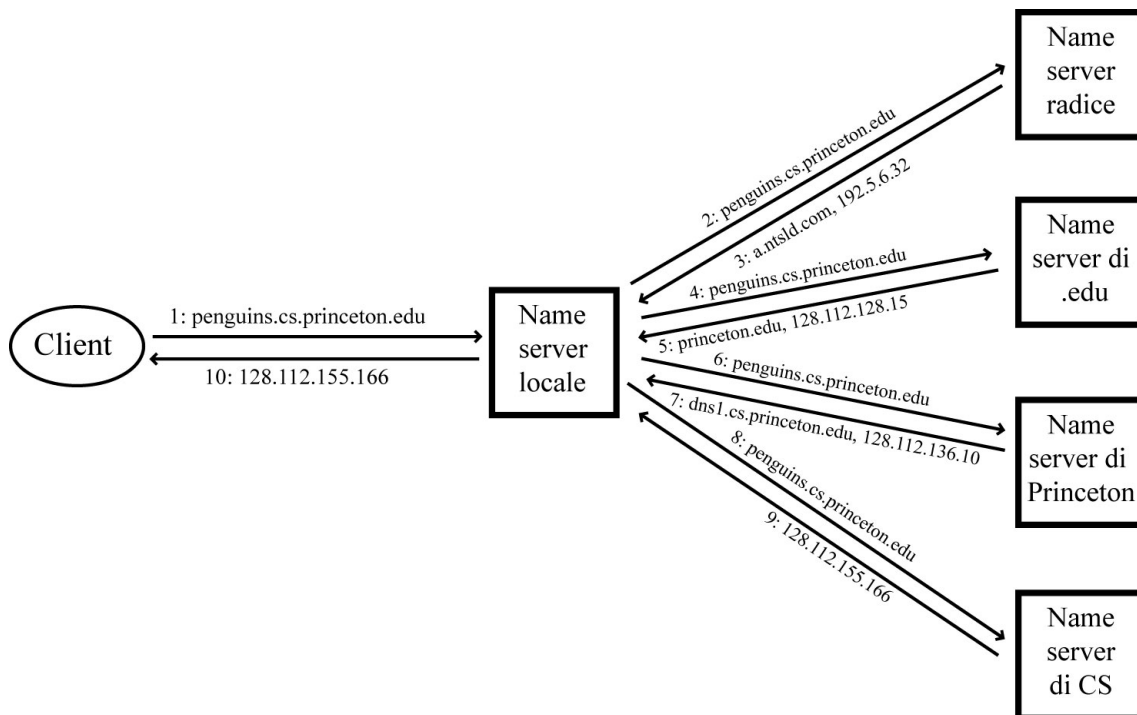 Name
server
radice
2: penguins.cs.princeton.edu
3: a.ntsld.com, 192.5.6.32
Name
server di
.edu
4: penguins.cs.princeton.edu
5: princeton.edu, 128.112.128.15
Client
1: penguins.cs.princeton.edu
10: 128.112.155.166
Name
server
locale
6: penguins.cs.princeton.edu
7: dns1.cs.princeton.edu, 128.112.136.10
Name
server di
Princeton
8: penguins.cs.princeton.edu
9: 128.112.155.166
Name
server
di CS